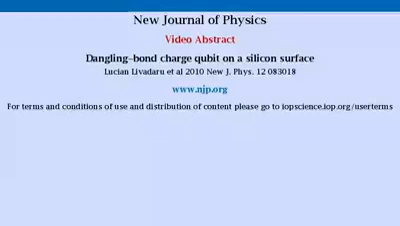 New Journal of Physics
Video Abstract
Dangling-bond charge qubit on a silicon surface
Lucian Livadaru et al 2010 New J. Phys. 12 083018
www.njp.org
For terms and conditions of use and distribution of content please go to iopscience.iop.org/userterms